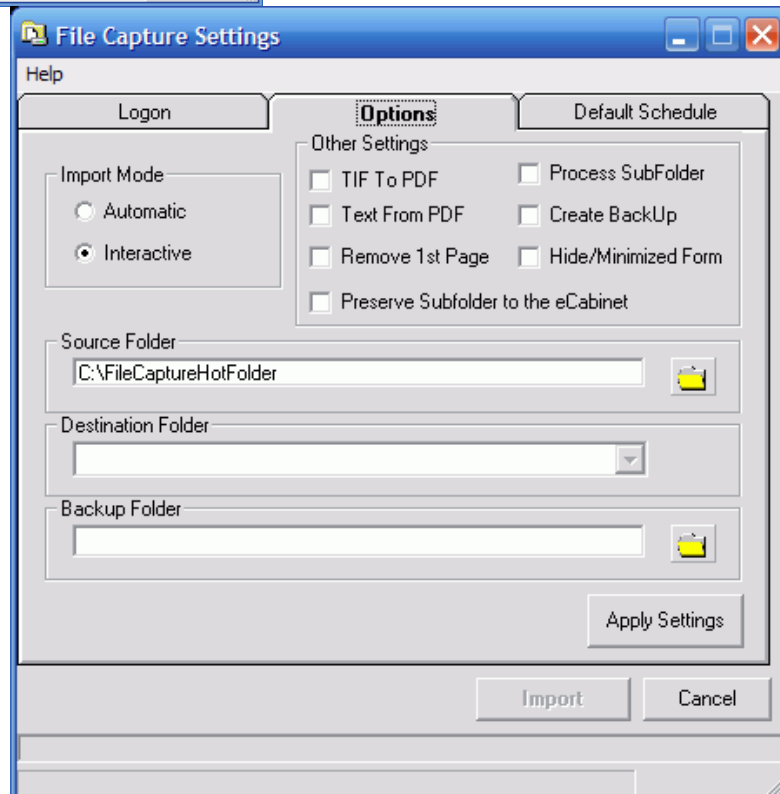 File Capture Settings
Help
Logon Options Default Schedule
Import Mode
Automatic
Interactive
Other Settings
TIF To PDF Process SubFolder
Text From PDF Create BackUp
Remove 1st Page Hide/Minimized Form
Preserve Subfolder to the eCabinet
Source Folder
C:\FileCaptureHotFolder
Destination Folder
Backup Folder
Apply Settings
Import Cancel